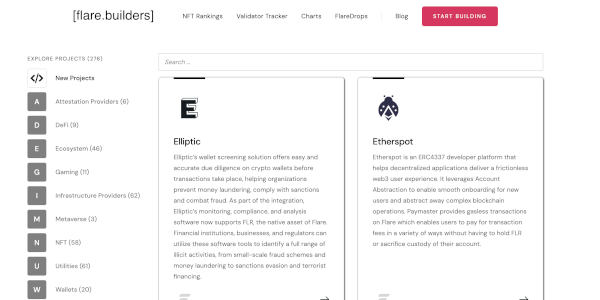 [flare.builders]
NFT Rankings Validator Tracker Charts FlareDrops Blog START BUILDING
EXPLORE PROJECTS (276)
</> New Projects
A Attestation Providers (6)
D DeFi (9)
E Ecosystem (46)
G Gaming (11)
I Infrastructure Providers (62)
M Metaverse (3)
N NFT (58)
U Utilities (61)
W Wallets (20)
Search ...
E
Elliptic
Elliptic's wallet screening solution offers easy and
accurate due diligence on crypto wallets before
transactions take place, helping organizations
prevent money laundering, comply with sanctions
and combat fraud. As part of the integration,
Elliptic's monitoring, compliance, and analysis
software now supports FLR, the native asset of Flare.
Financial institutions, businesses, and regulators can
utilize these software tools to identify a full range of
illicit activities, from small-scale fraud schemes and
money laundering to sanctions evasion and terrorist
financing.
Etherspot
Etherspot is an ERC4337 developer platform that
helps decentralized applications deliver a frictionless
web3 user experience. It leverages Account
Abstraction to enable smooth onboarding for new
users and abstract away complex blockchain
operations. Paymaster provides gasless transactions
on Flare which enables users to pay for transaction
fees in a variety of ways without having to hold FLR
or sacrifice custody of their account.